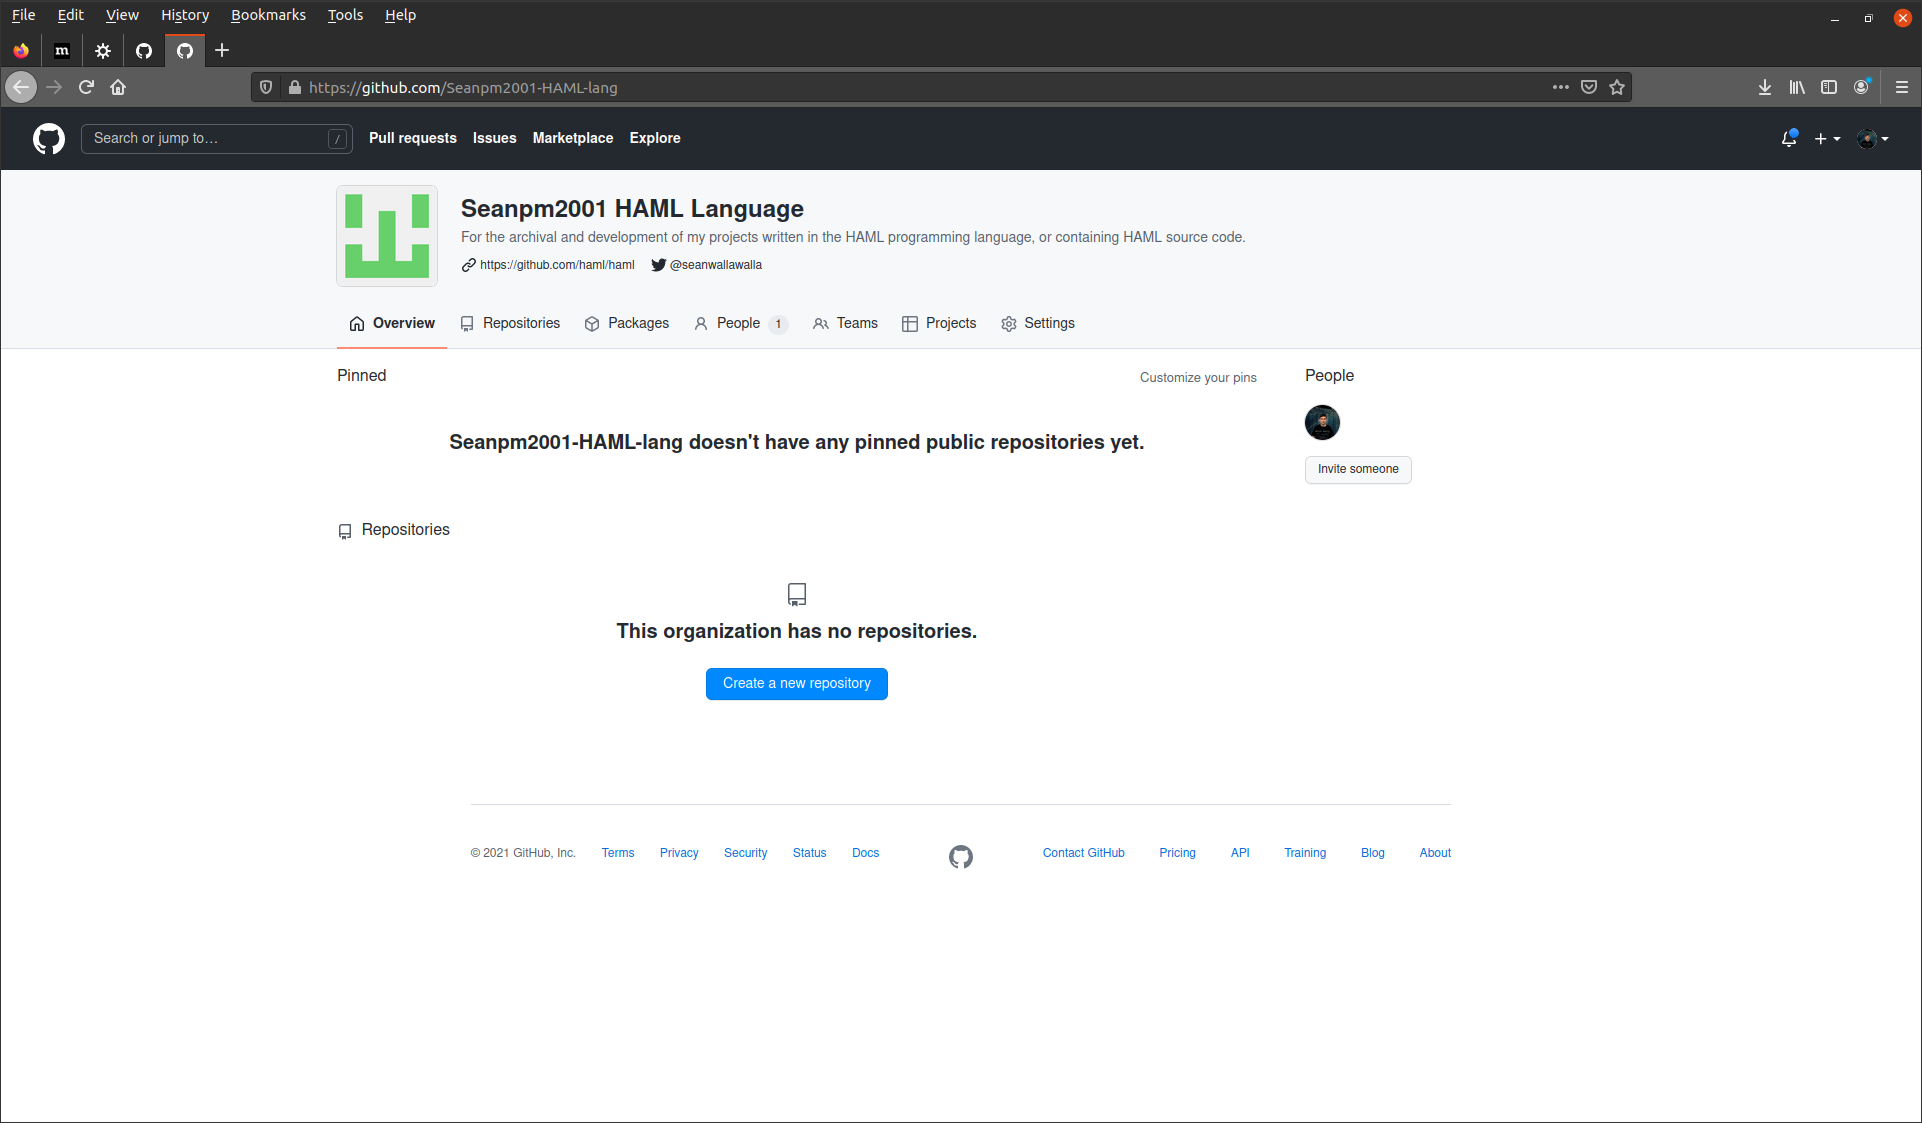 File Edit View History Bookmarks Tools Help
m
https://github.com/Seanpm2001-HAML-lang
Search or jump to… / Pull requests Issues Marketplace Explore
Seanpm2001 HAML Language
For the archival and development of my projects written in the HAML programming language, or containing HAML source code.
https://github.com/haml/haml @seanwallawalla
Overview Repositories Packages People 1 Teams Projects Settings
Pinned Customize your pins People
Seanpm2001-HAML-lang doesn't have any pinned public repositories yet.
Invite someone
Repositories
This organization has no repositories.
Create a new repository
© 2021 GitHub, Inc. Terms Privacy Security Status Docs Contact GitHub Pricing API Training Blog About